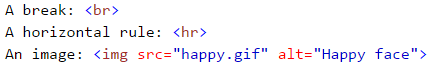 A break: <br>
A horizontal rule: <hr>
An image: <img src="happy.gif" alt="Happy face">